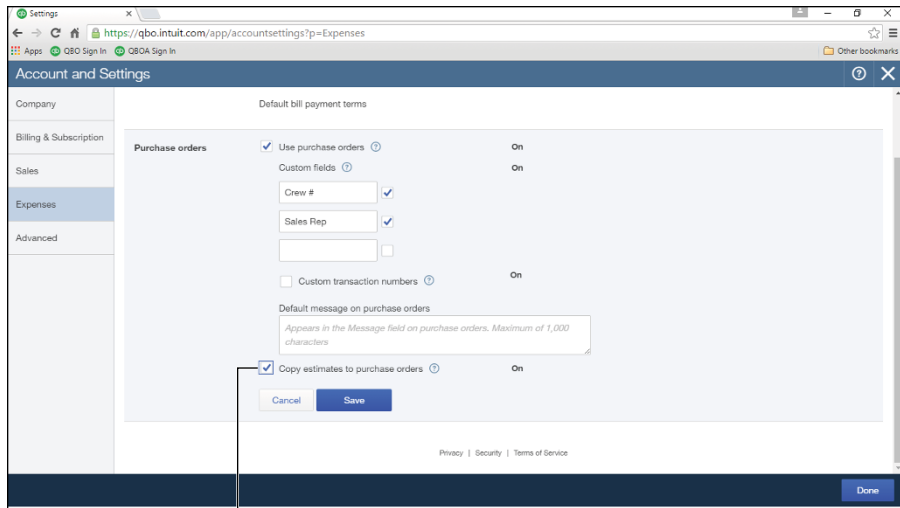 Settings
https://qbo.intuit.com/app/accountsettings?p=Expenses
Apps QBO Sign In QBOA Sign In Other bookmarks
Account and Settings
Company
Default bill payment terms
Billing & Subscription
Purchase orders Use purchase orders On
Custom fields On
Sales
Crew #
Expenses
Sales Rep
Advanced
Custom transaction numbers On
Default message on purchase orders
Appears in the Message field on purchase orders. Maximum of 1,000
characters
Copy estimates to purchase orders On
Cancel Save
Privacy | Security | Terms of Service
Done